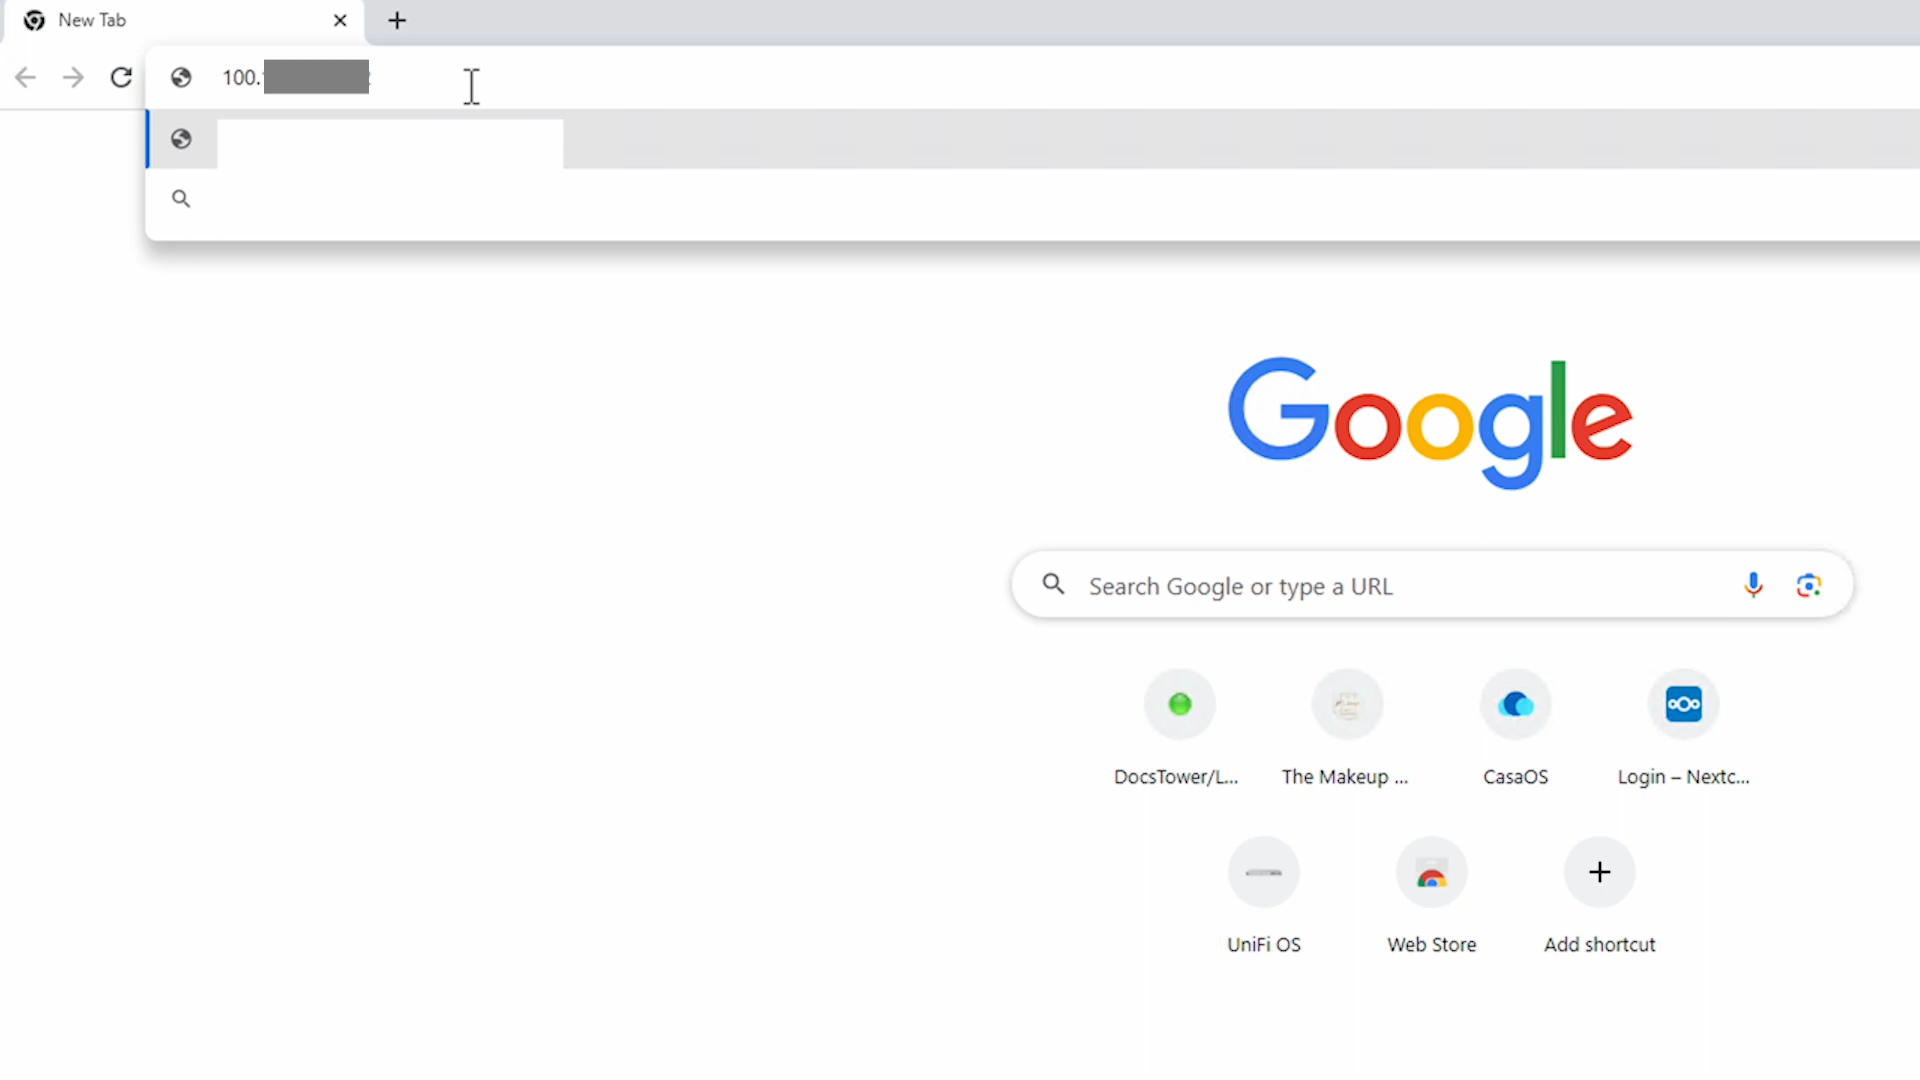 New Tab
100.
Google
Search Google or type a URL
DocsTower/L...
The Makeup ...
CasaOS
Login – Nextc...
UniFi OS
Web Store
Add shortcut